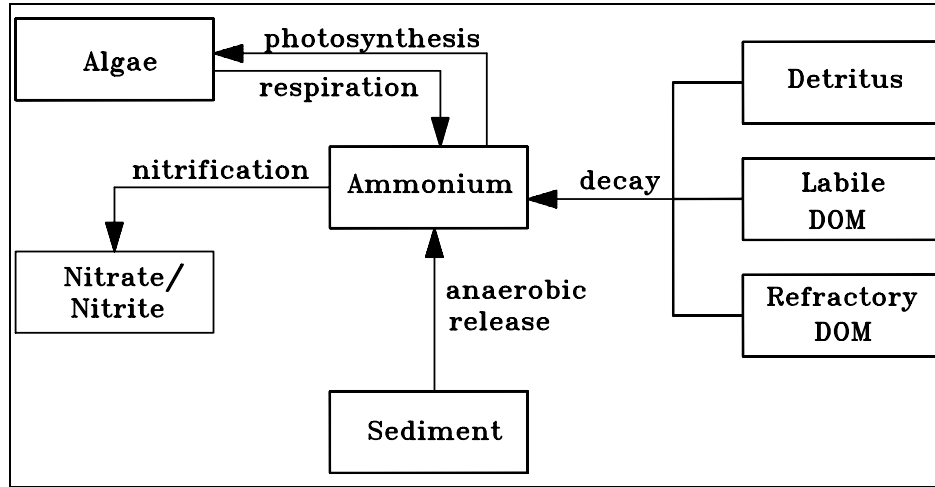 photosynthesis
Algae
respiration
Detritus
nitrification
Ammonium
decay
Labile
DOM
Nitrate/
Nitrite
anaerobic
release
Refractory
DOM
Sediment